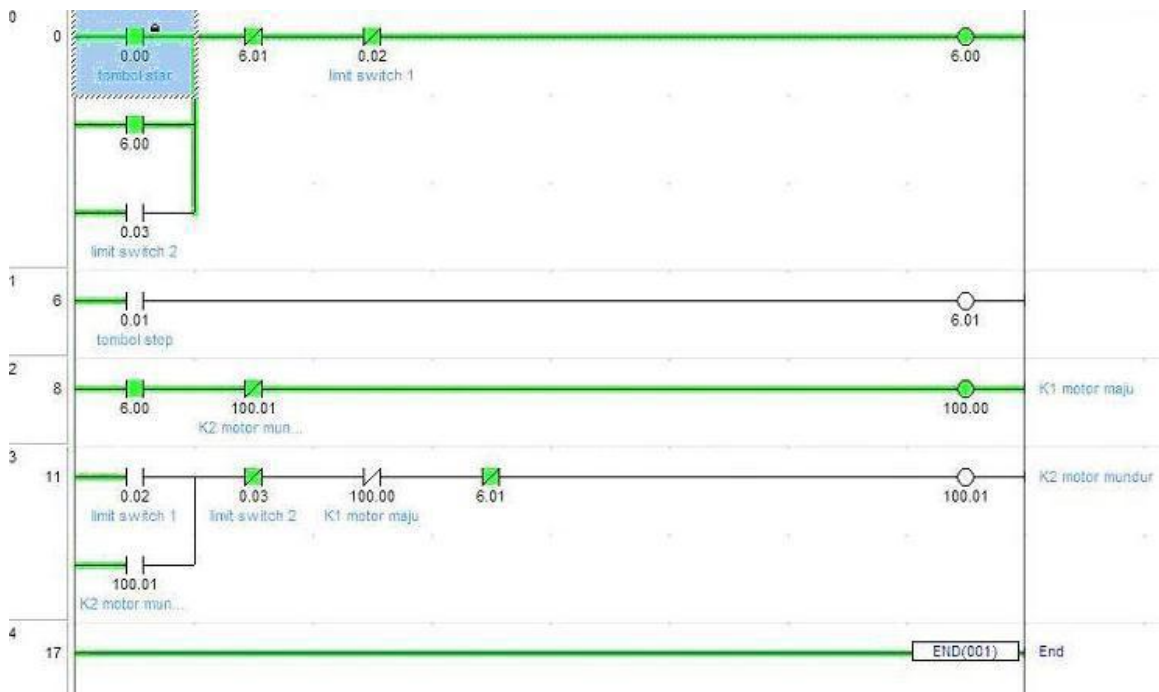 0
0
0.00 6.01 0.02 6.00
tombol star limit switch 1
6.00
0.03
limit switch 2
1
6
0.01 6.01
tombol stop
2
8 K1 motor maju
6.00 100.01 100.00
K2 motor mun...
3
11 K2 motor mundur
0.02 0.03 100.00 6.01 100.01
limit switch 1 limit switch 2 K1 motor maju
100.01
K2 motor mun...
4
17 END(001) End